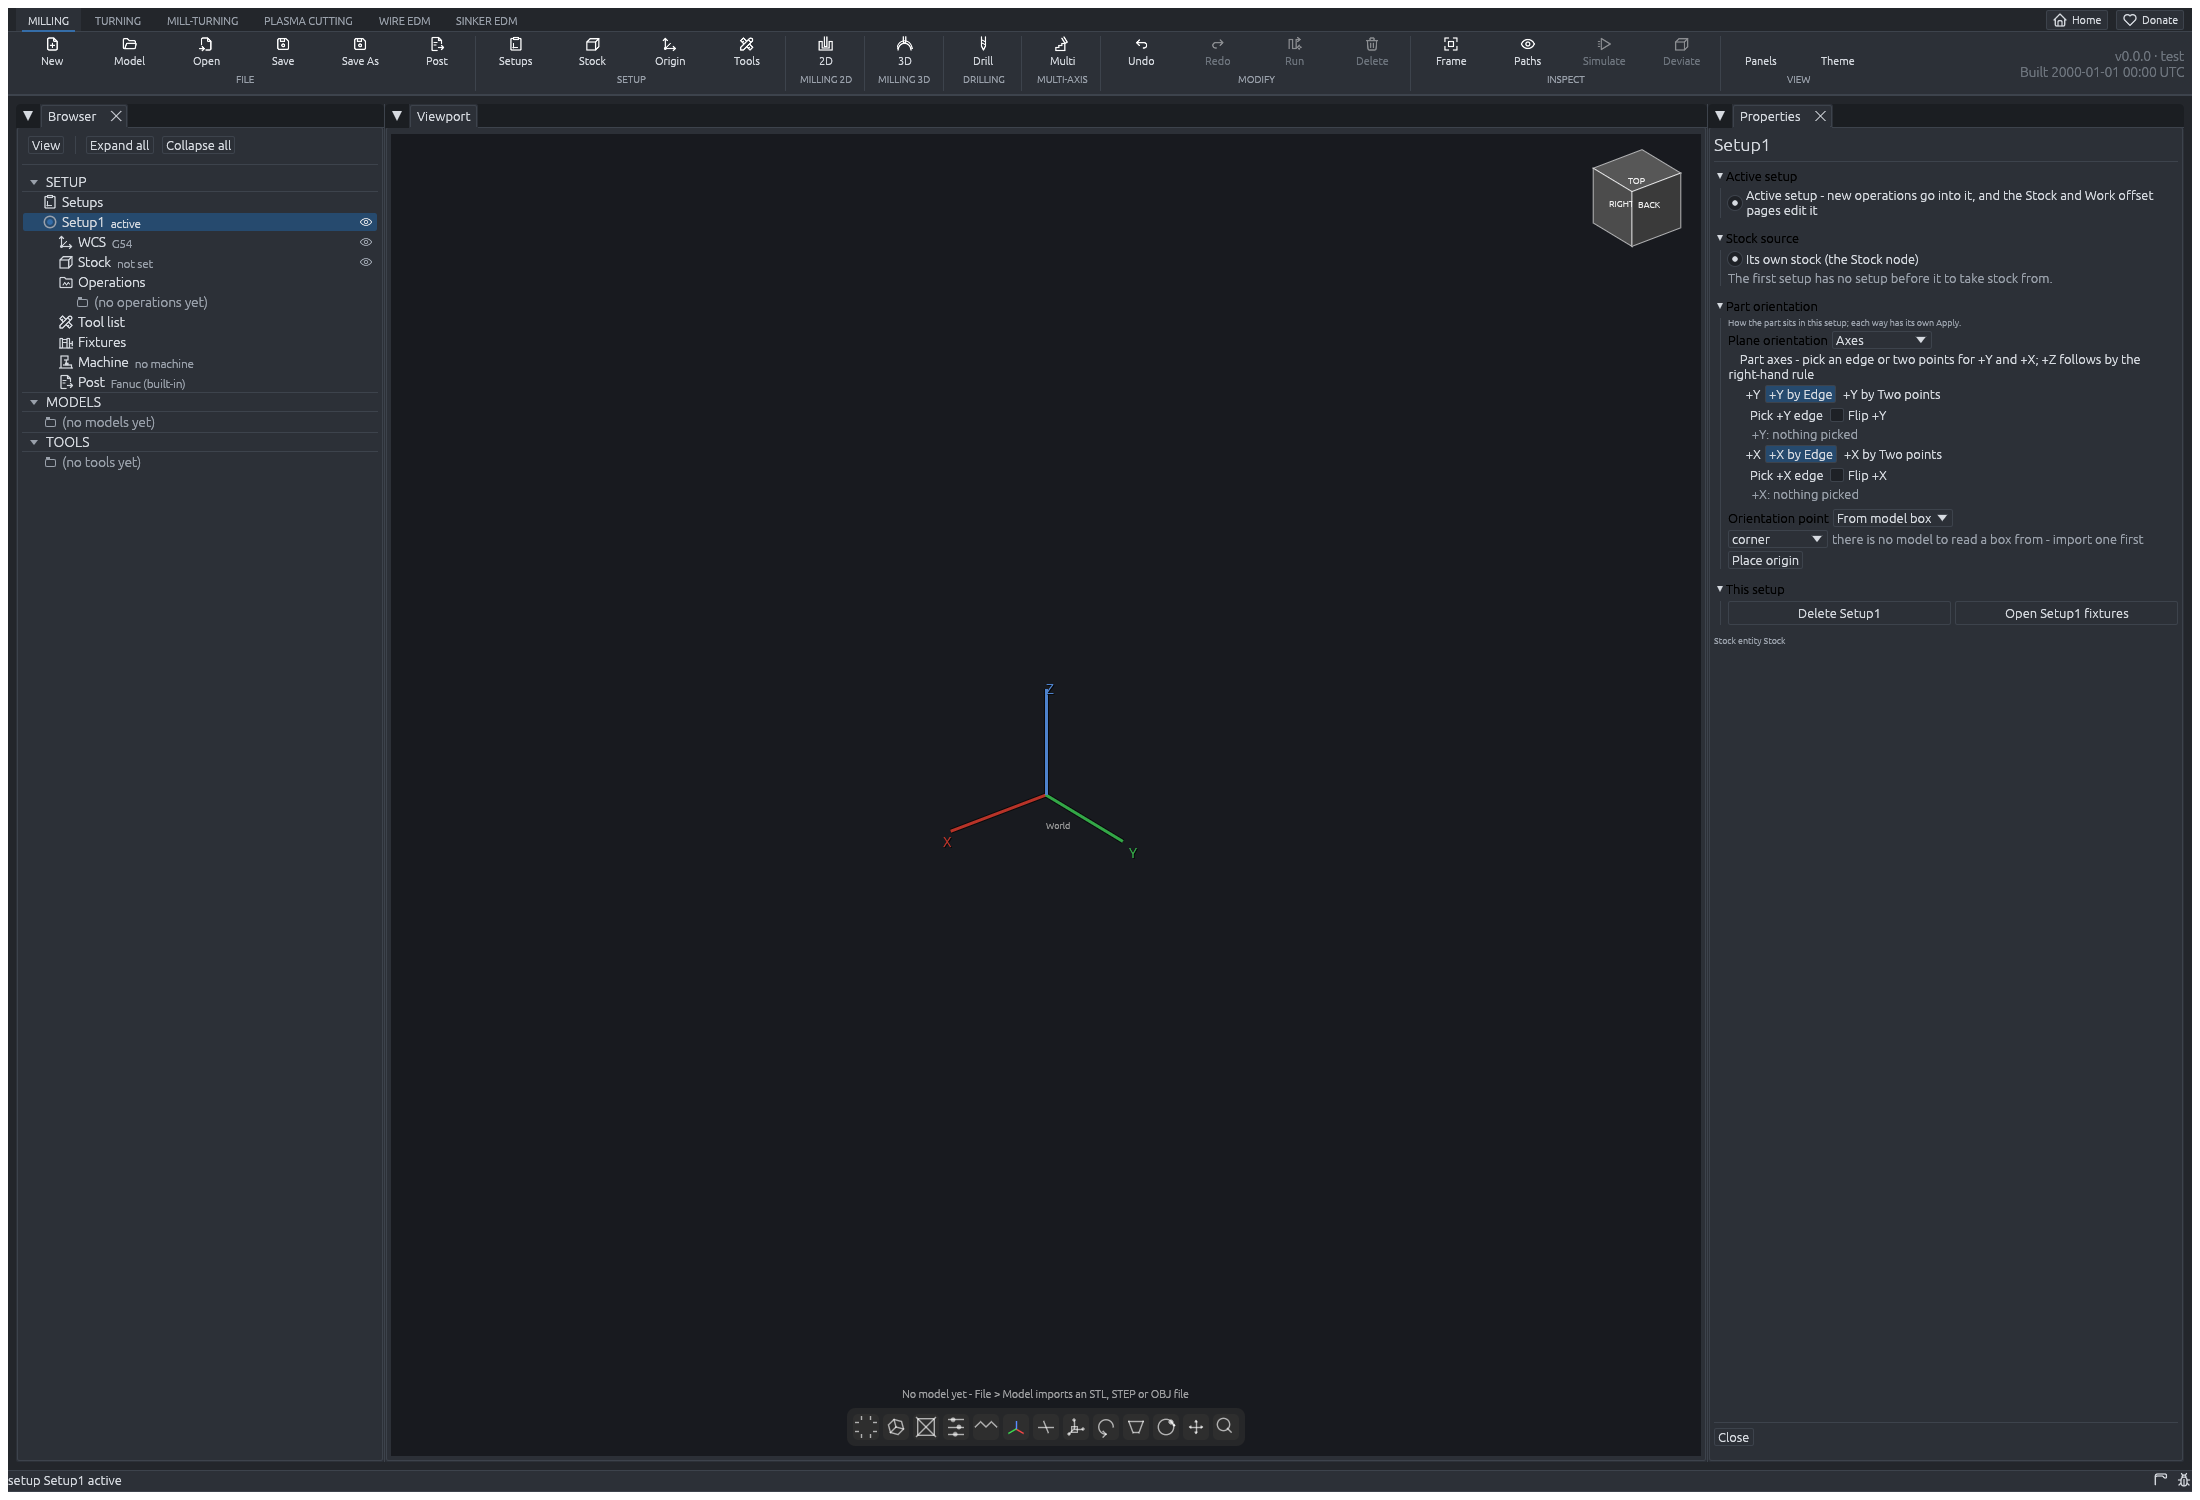 MILLING TURNING MILL-TURNING PLASMA CUTTING WIRE EDM SINKER EDM Home Donate
New Model Open Save Save As Post Setups Stock Origin Tools 2D 3D Drill Multi Undo Redo Run Delete Frame Paths Simulate Deviate Panels Theme
FILE SETUP MILLING 2D MILLING 3D DRILLING MULTI-AXIS MODIFY INSPECT VIEW
v0.0.0 · test
Built 2000-01-01 00:00 UTC
Browser
View Expand all Collapse all
SETUP
Setups
Setup1 active
WCS G54
Stock not set
Operations
(no operations yet)
Tool list
Fixtures
Machine no machine
Post Fanuc (built-in)
MODELS
(no models yet)
TOOLS
(no tools yet)
Viewport
TOP
RIGHT BACK
Z
World
X
Y
No model yet - File > Model imports an STL, STEP or OBJ file
Properties
Setup1
Active setup
Active setup - new operations go into it, and the Stock and Work offset
pages edit it
Stock source
Its own stock (the Stock node)
The first setup has no setup before it to take stock from.
Part orientation
How the part sits in this setup; each way has its own Apply.
Plane orientation Axes
Part axes - pick an edge or two points for +Y and +X; +Z follows by the
right-hand rule
+Y +Y by Edge +Y by Two points
Pick +Y edge Flip +Y
+Y: nothing picked
+X +X by Edge +X by Two points
Pick +X edge Flip +X
+X: nothing picked
Orientation point From model box
corner there is no model to read a box from - import one first
Place origin
This setup
Delete Setup1 Open Setup1 fixtures
Stock entity Stock
Close
setup Setup1 active